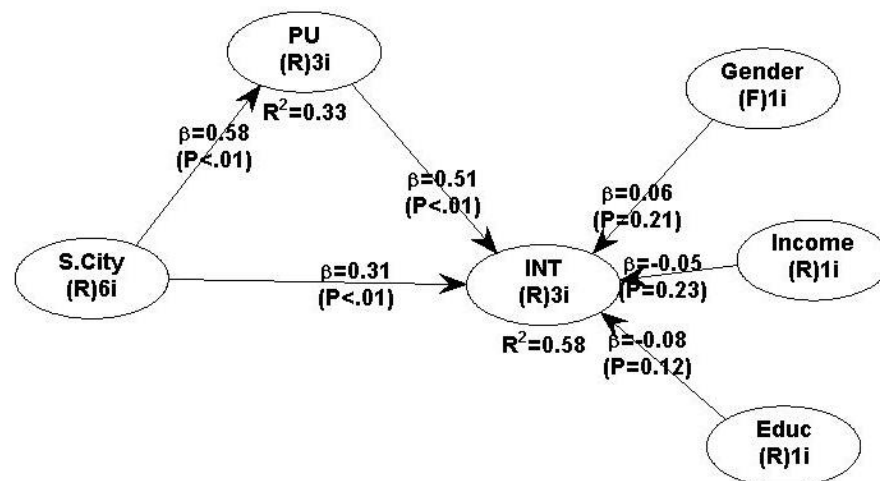 PU
(R)3i
R²=0.33
Gender
(F)1i
β=0.58
(P<.01)
β=0.51
(P<.01)
β=0.06
(P=0.21)
S.City
(R)6i
β=0.31
(P<.01)
INT
(R)3i
R²=0.58
β=-0.05
(P=0.23)
Income
(R)1i
β=-0.08
(P=0.12)
Educ
(R)1i